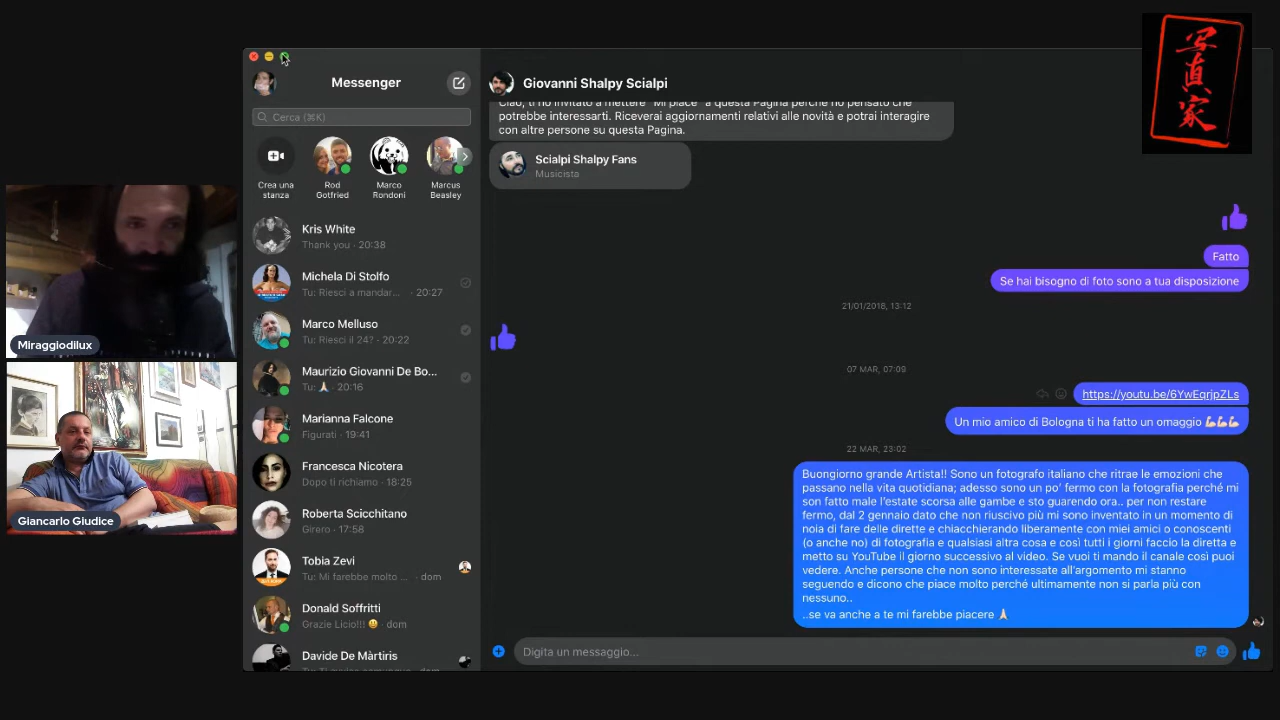 Messenger
Cerca (⌘K)
Crea una
stanza
Rod
Gotfried
Marco
Rondoni
Marcus
Beasley
Kris White
Thank you · 20:38
Michela Di Stolfo
Tu: Riesci a mandar... · 20:27
Marco Melluso
Tu: Riesci il 24? · 20:22
Maurizio Giovanni De Bo...
Tu: 🙏🏻 · 20:16
Marianna Falcone
Figurati · 19:41
Francesca Nicotera
Dopo ti richiamo · 18:25
Roberta Scicchitano
Girero · 17:58
Tobia Zevi
Tu: Mi farebbe molto ... · dom
Donald Soffritti
Grazie Licio!!! 😃 · dom
Davide De Màrtiris
Giovanni Shalpy Scialpi
Ciao, ti ho invitato a mettere "Mi piace" a questa Pagina perché ho pensato che
potrebbe interessarti. Riceverai aggiornamenti relativi alle novità e potrai interagire
con altre persone su questa Pagina.
Scialpi Shalpy Fans
Musicista
Fatto
Se hai bisogno di foto sono a tua disposizione
21/01/2018, 13:12
07 MAR, 07:09
https://youtu.be/6YwEqrjpZLs
Un mio amico di Bologna ti ha fatto un omaggio 💪🏻💪🏻💪🏻
22 MAR, 23:02
Buongiorno grande Artista!! Sono un fotografo italiano che ritrae le emozioni che
passano nella vita quotidiana; adesso sono un po' fermo con la fotografia perché mi
son fatto male l'estate scorsa alle gambe e sto guarendo ora.. per non restare
fermo, dal 2 gennaio dato che non riuscivo più mi sono inventato in un momento di
noia di fare delle dirette e chiacchierando liberamente con miei amici o conoscenti
(o anche no) di fotografia e qualsiasi altra cosa e così tutti i giorni faccio la diretta e
metto su YouTube il giorno successivo al video. Se vuoi ti mando il canale così puoi
vedere. Anche persone che non sono interessate all'argomento mi stanno
seguendo e dicono che piace molto perché ultimamente non si parla più con
nessuno..
..se va anche a te mi farebbe piacere 🙏🏻
Digita un messaggio...
Miraggiodilux
Giancarlo Giudice
写真家